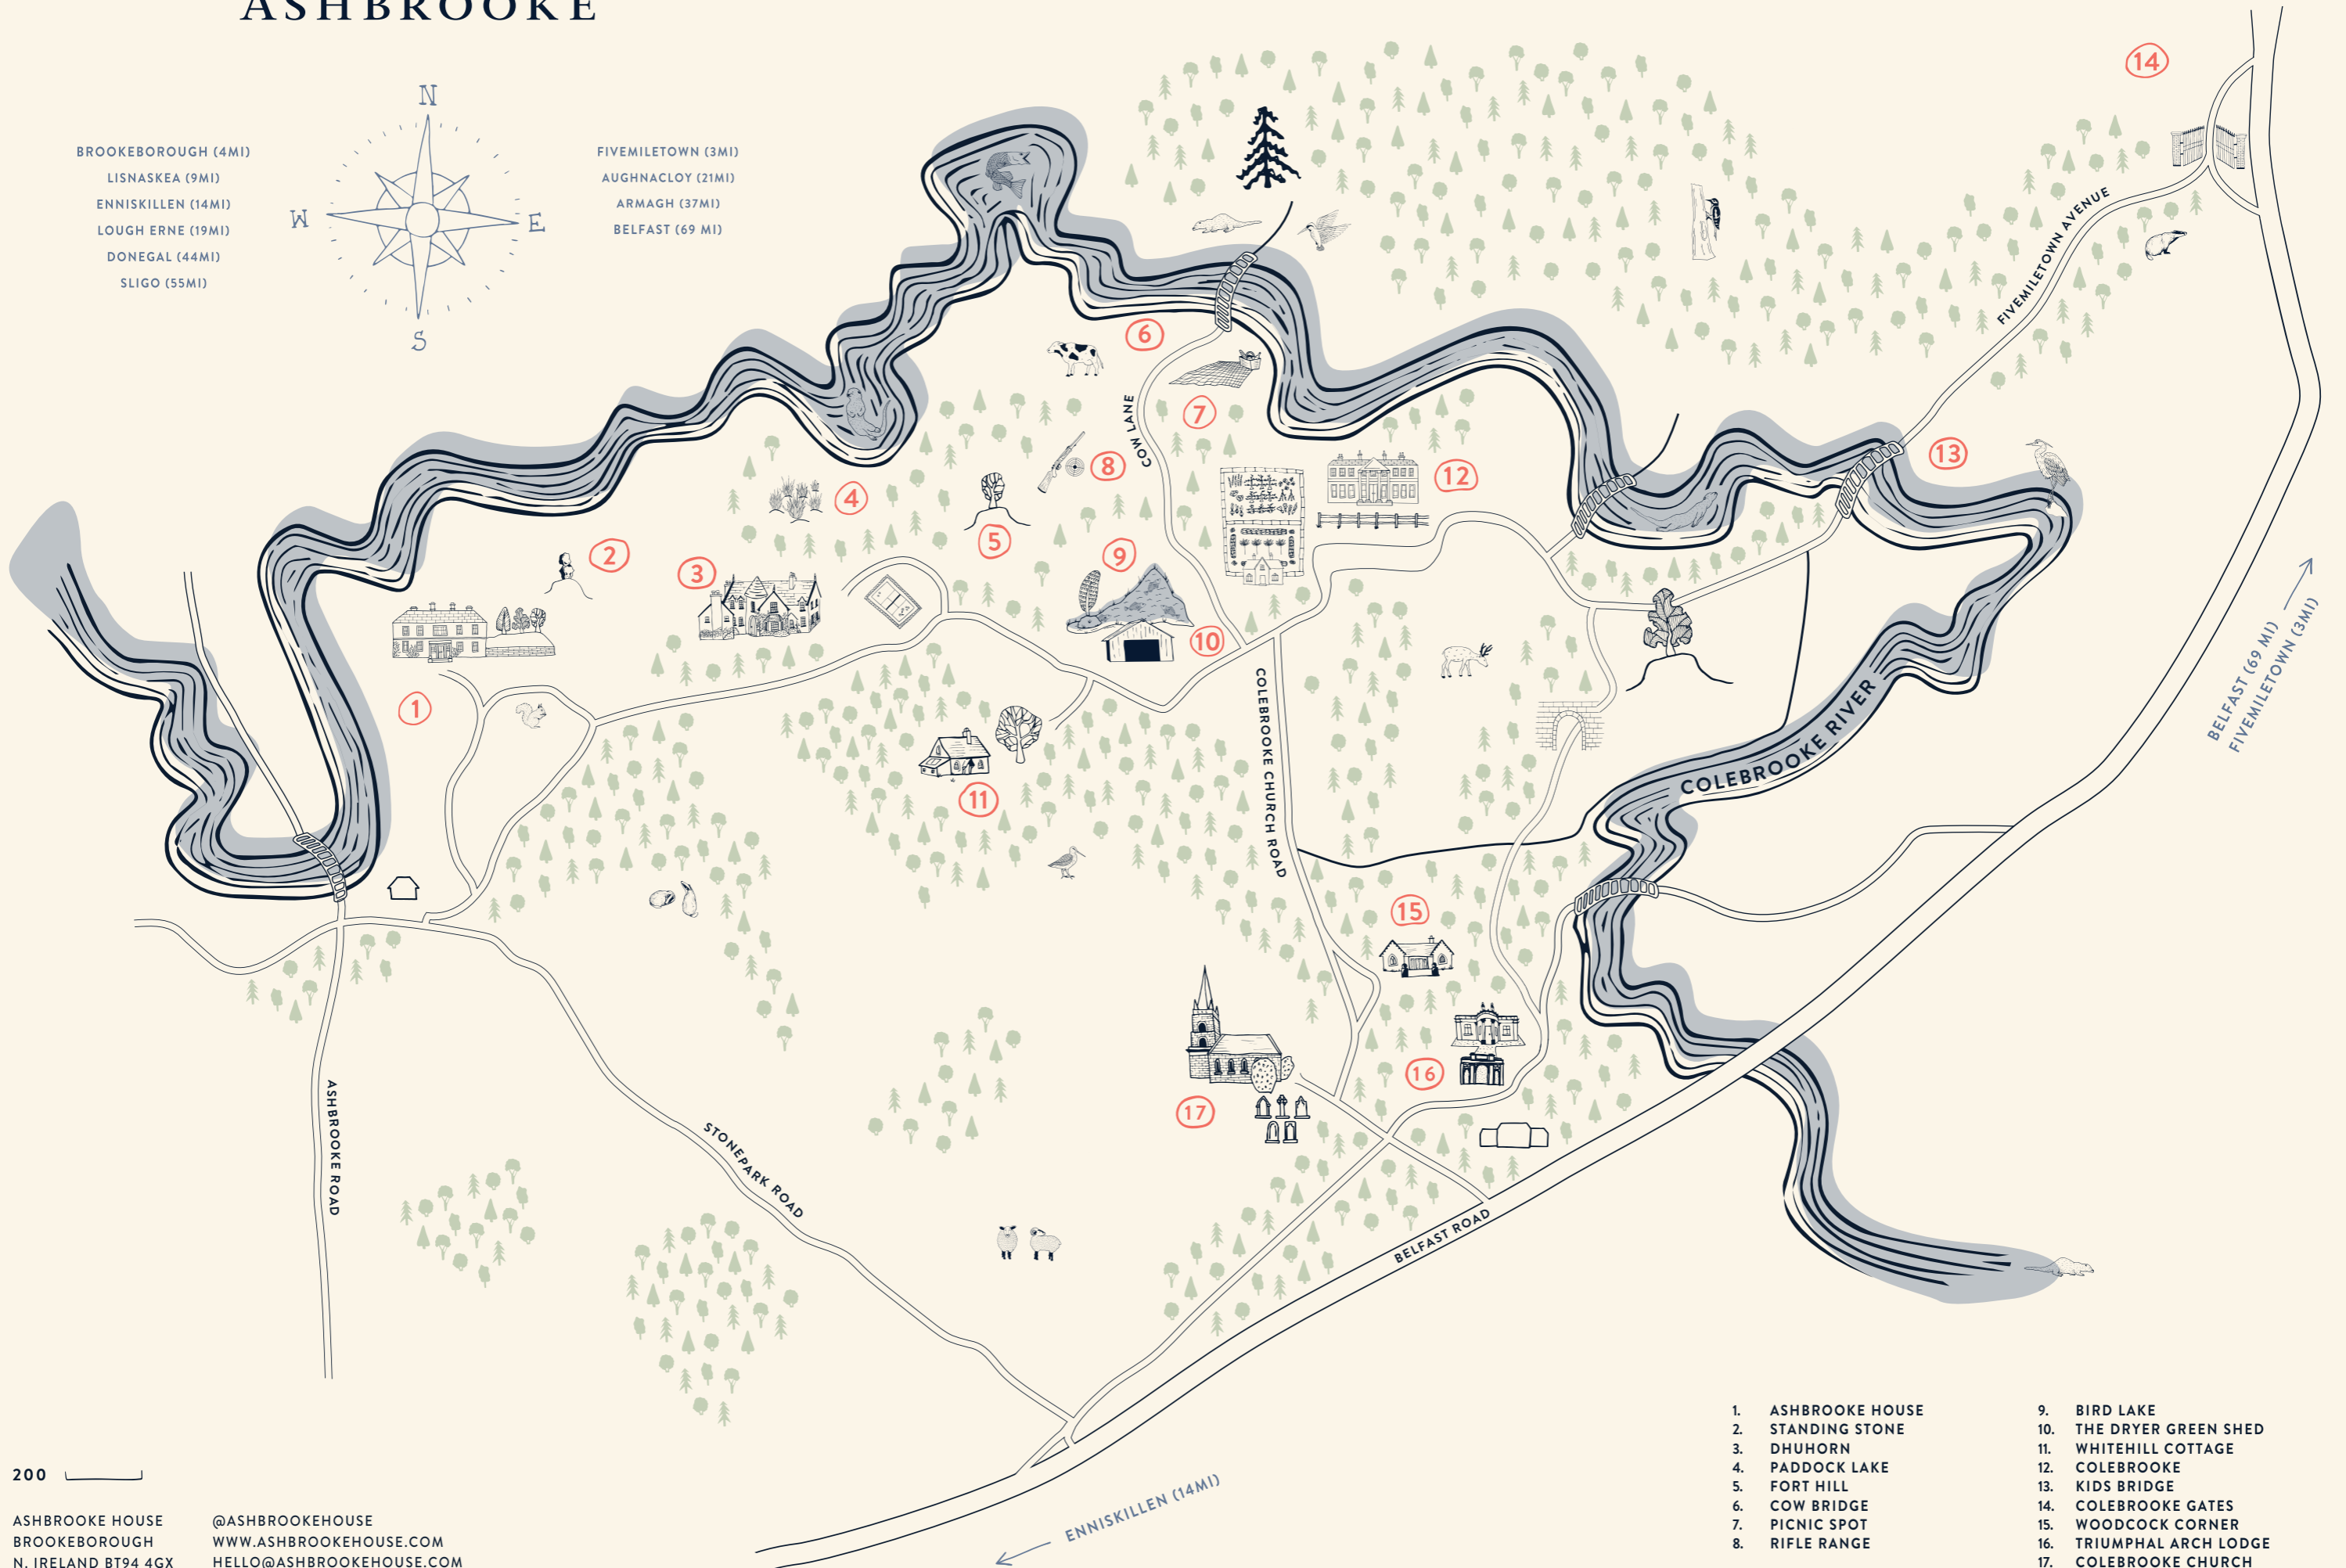 ASHBROOKE
N
W
E
S
BROOKEBOROUGH (4MI)
LISNASKEA (9MI)
ENNISKILLEN (14MI)
LOUGH ERNE (19MI)
DONEGAL (44MI)
SLIGO (55MI)
FIVEMILETOWN (3MI)
AUGHNACLOY (21MI)
ARMAGH (37MI)
BELFAST (69 MI)
14
FIVEMILETOWN AVENUE
6
7
COW LANE
8
12
13
4
5
2
3
9
10
1
11
COLEBROOKE CHURCH ROAD
COLEBROOKE RIVER
BELFAST (69 MI)
FIVEMILETOWN (3MI)
15
16
17
ASHBROOKE ROAD
STONEPARK ROAD
BELFAST ROAD
ENNISKILLEN (14MI)
200
ASHBROOKE HOUSE
BROOKEBOROUGH
N. IRELAND BT94 4GX
@ASHBROOKEHOUSE
WWW.ASHBROOKEHOUSE.COM
HELLO@ASHBROOKEHOUSE.COM
1. ASHBROOKE HOUSE
2. STANDING STONE
3. DHUHORN
4. PADDOCK LAKE
5. FORT HILL
6. COW BRIDGE
7. PICNIC SPOT
8. RIFLE RANGE
9. BIRD LAKE
10. THE DRYER GREEN SHED
11. WHITEHILL COTTAGE
12. COLEBROOKE
13. KIDS BRIDGE
14. COLEBROOKE GATES
15. WOODCOCK CORNER
16. TRIUMPHAL ARCH LODGE
17. COLEBROOKE CHURCH